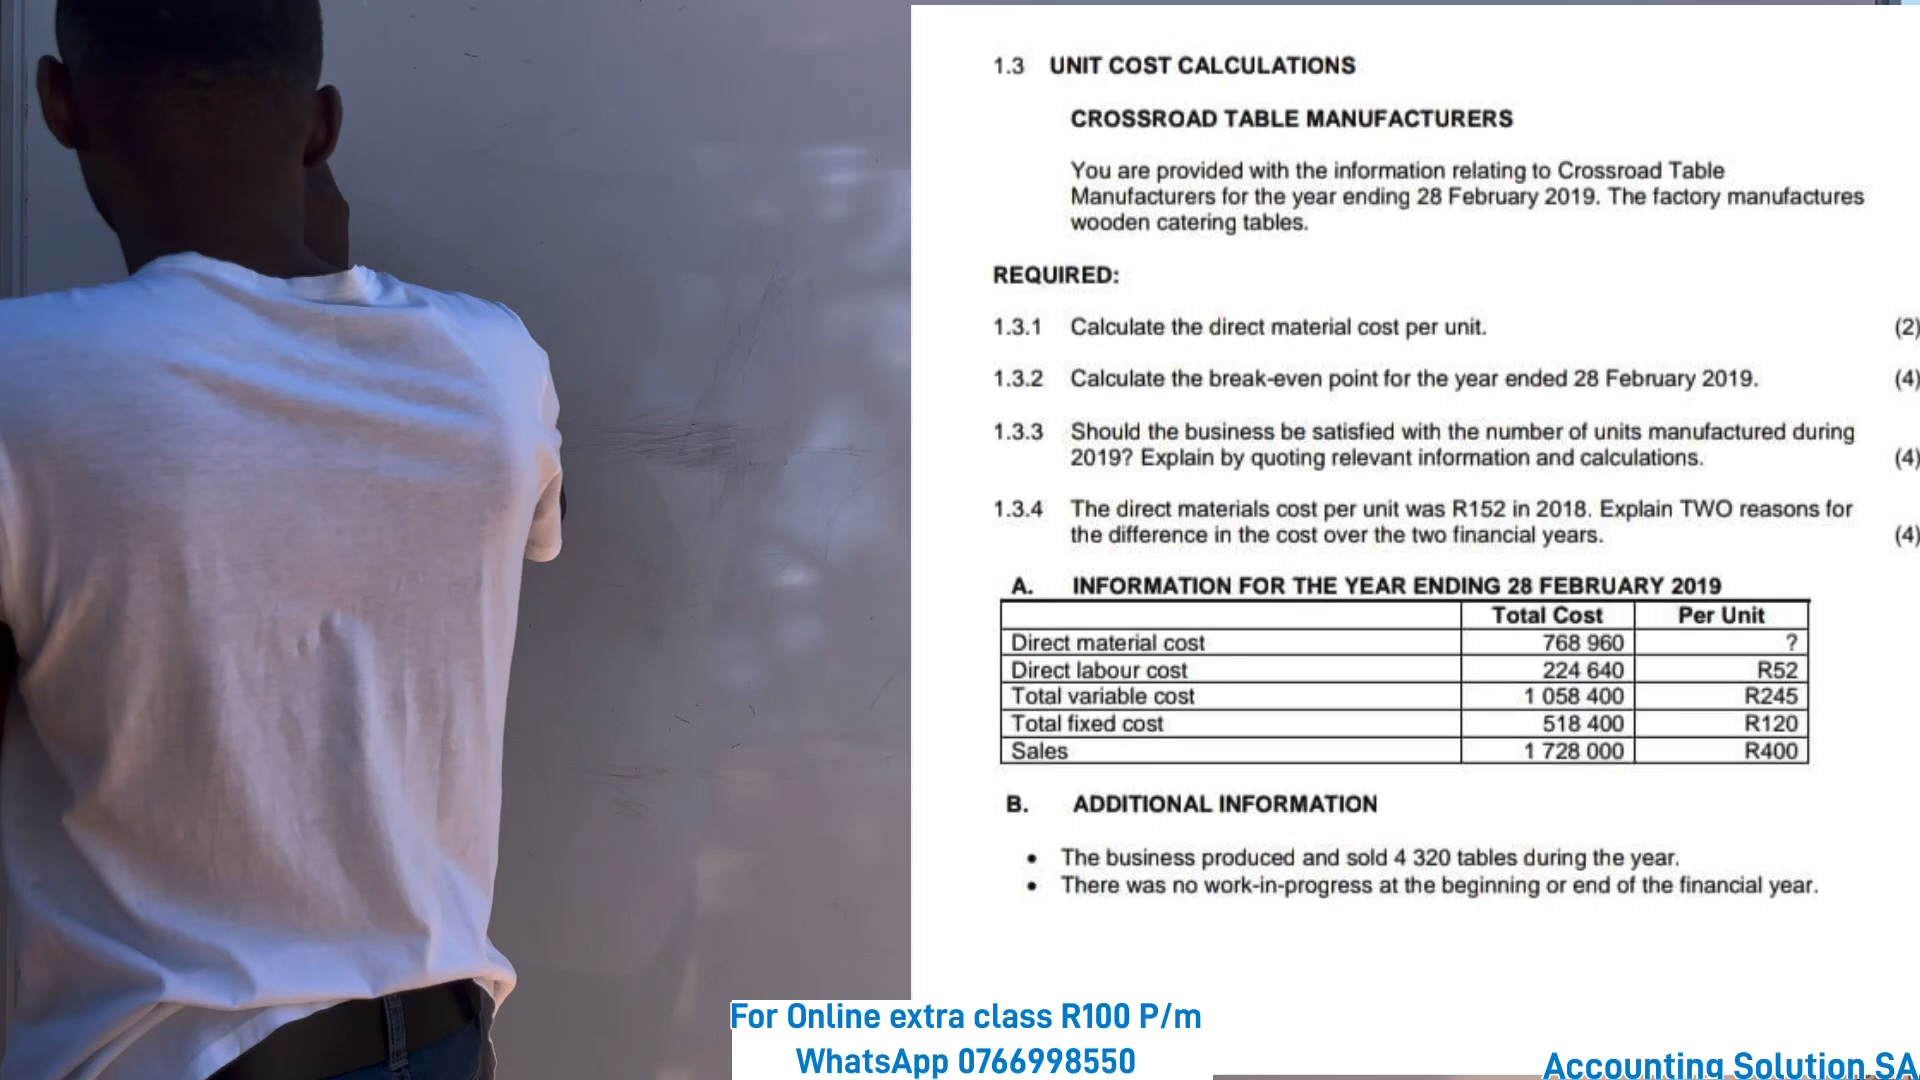 1.3 UNIT COST CALCULATIONS
CROSSROAD TABLE MANUFACTURERS
You are provided with the information relating to Crossroad Table
Manufacturers for the year ending 28 February 2019. The factory manufactures
wooden catering tables.
REQUIRED:
1.3.1 Calculate the direct material cost per unit. (2)
1.3.2 Calculate the break-even point for the year ended 28 February 2019. (4)
1.3.3 Should the business be satisfied with the number of units manufactured during
2019? Explain by quoting relevant information and calculations. (4)
1.3.4 The direct materials cost per unit was R152 in 2018. Explain TWO reasons for
the difference in the cost over the two financial years. (4)
A. INFORMATION FOR THE YEAR ENDING 28 FEBRUARY 2019
Total Cost Per Unit
Direct material cost 768 960 ?
Direct labour cost 224 640 R52
Total variable cost 1 058 400 R245
Total fixed cost 518 400 R120
Sales 1 728 000 R400
B. ADDITIONAL INFORMATION
• The business produced and sold 4 320 tables during the year.
• There was no work-in-progress at the beginning or end of the financial year.
For Online extra class R100 P/m
WhatsApp 0766998550
Accounting Solution SA